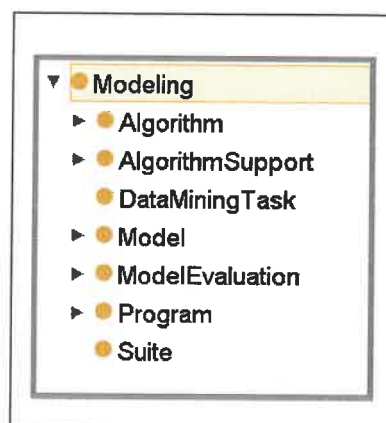 Modeling
Algorithm
AlgorithmSupport
DataMiningTask
Model
ModelEvaluation
Program
Suite